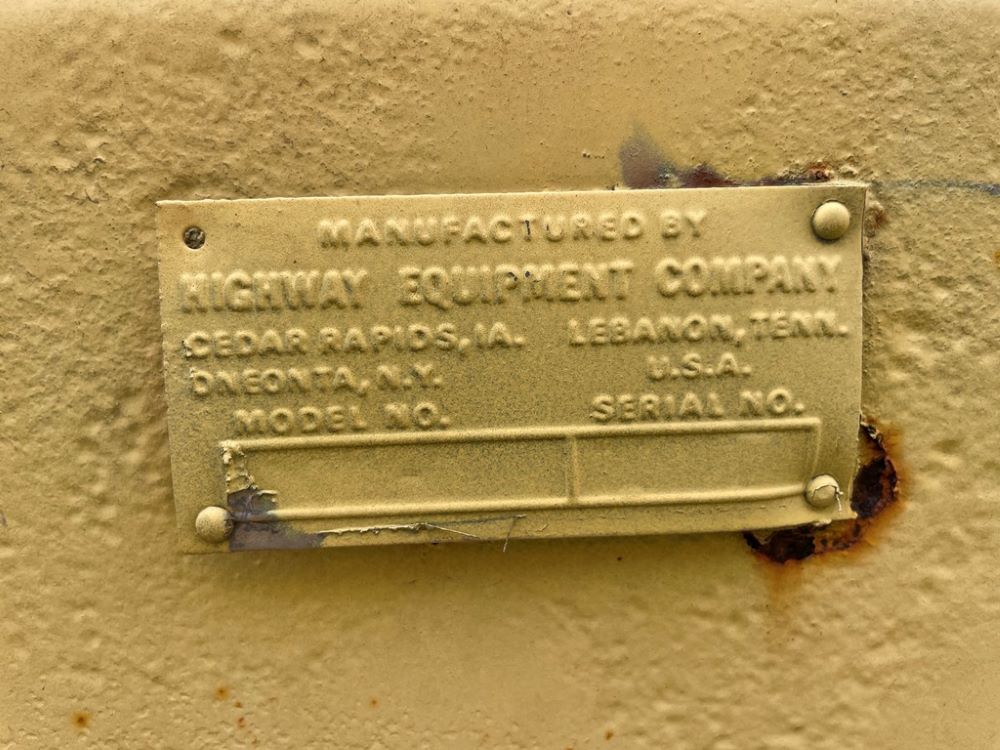 MANUFACTURED BY
HIGHWAY EQUIPMENT COMPANY
CEDAR RAPIDS, IA. LEBANON, TENN.
ONEONTA, N.Y. U.S.A.
MODEL NO. SERIAL NO.